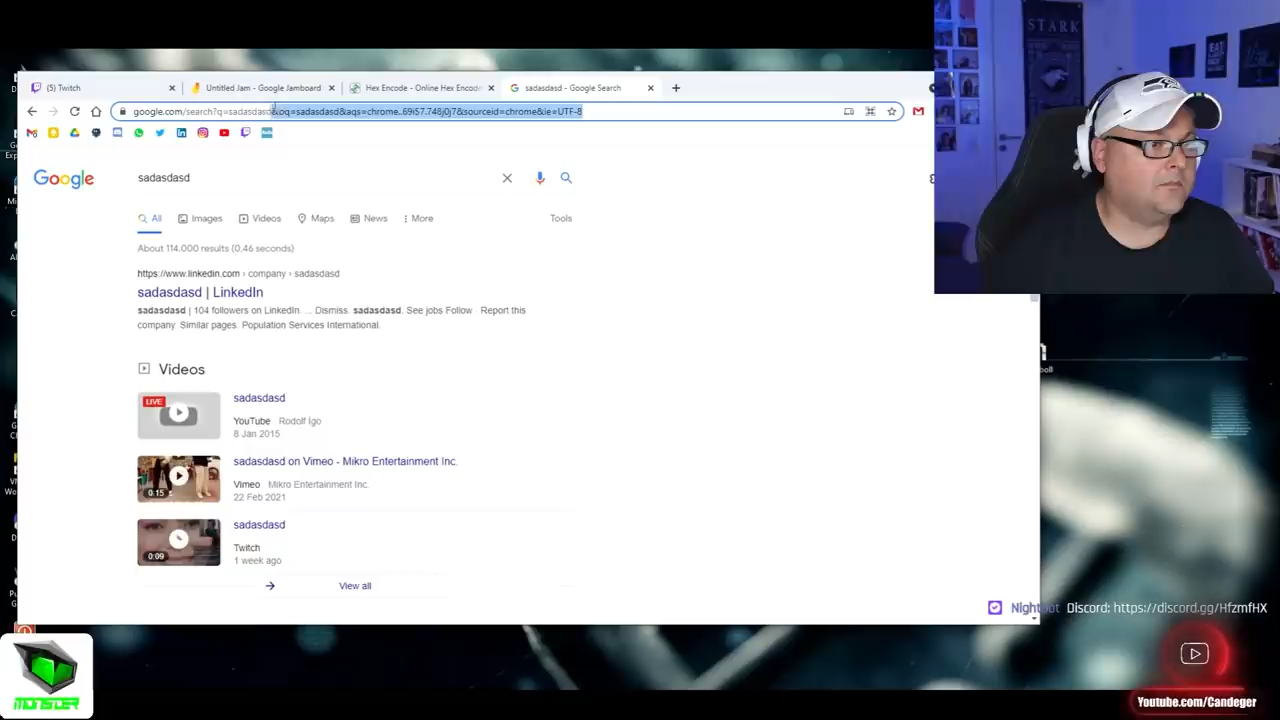 (5) Twitch
Untitled Jam - Google Jamboard
Hex Encode - Online Hex Encode
sadasdasd - Google Search
google.com/search?q=sadasdasd&oq=sadasdasd&aqs=chrome..69i57.748j0j7&sourceid=chrome&ie=UTF-8
STARK
Google
sadasdasd
All
Images
Videos
Maps
News
More
Tools
About 114.000 results (0.46 seconds)
https://www.linkedin.com › company › sadasdasd
sadasdasd | LinkedIn
sadasdasd | 104 followers on LinkedIn. ... Dismiss. sadasdasd. See jobs Follow Report this
company. Similar pages. Population Services International.
Videos
LIVE
sadasdasd
YouTube Rodolf Igo
8 Jan 2015
sadasdasd on Vimeo - Mikro Entertainment Inc.
Vimeo Mikro Entertainment Inc.
22 Feb 2021
0:15
sadasdasd
Twitch
1 week ago
0:09
View all
Discord: https://discord.gg/HfzmfHX
MONSTER
Youtube.com/Candeger